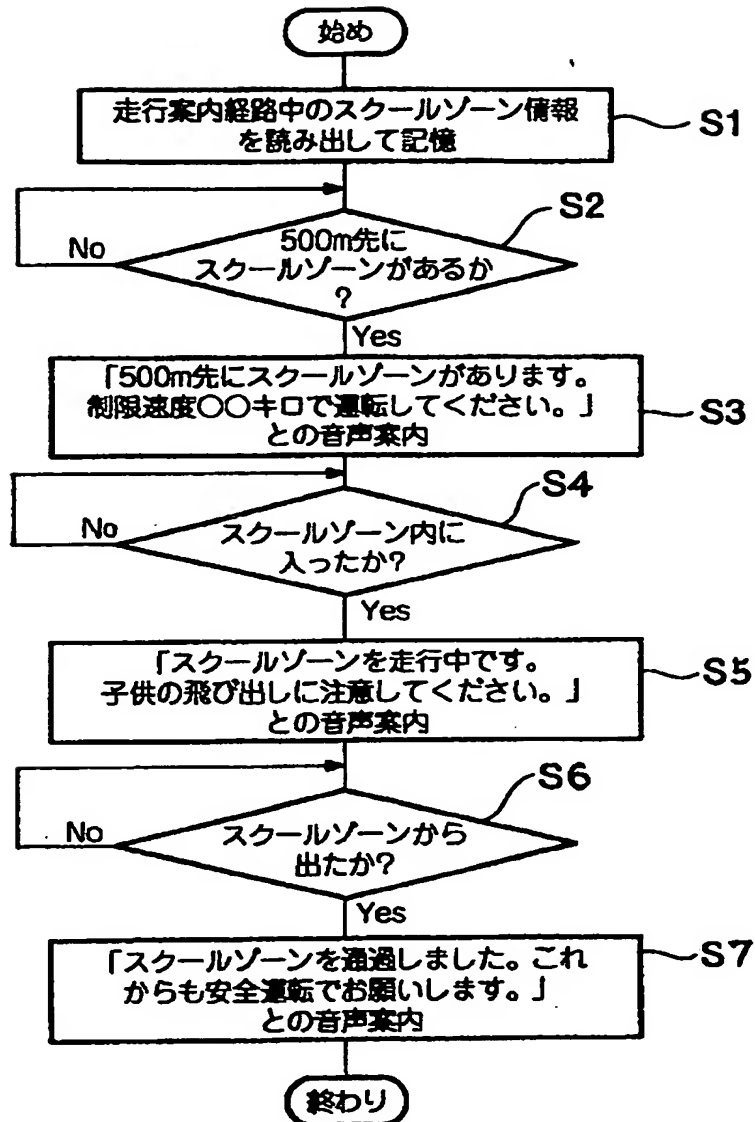 始め
走行案内経路中のスクールゾーン情報
を読み出して記憶
S1
S2
500m先に
スクールゾーンがあるか
?
No
Yes
「500m先にスクールゾーンがあります。
制限速度〇〇キロで運転してください。」
との音声案内
S3
S4
スクールゾーン内に
入ったか?
No
Yes
「スクールゾーンを走行中です。
子供の飛び出しに注意してください。」
との音声案内
S5
S6
スクールゾーンから
出たか?
No
Yes
「スクールゾーンを通過しました。これ
からも安全運転でお願いします。」
との音声案内
S7
終わり